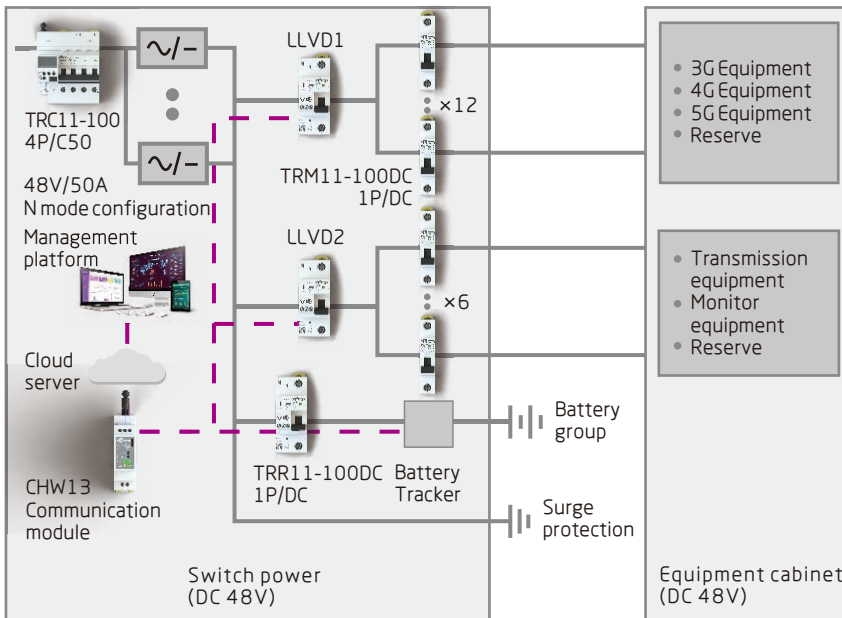 LLVD1
TRC11-100
4P/C50
×12
TRM11-100DC
1P/DC
48V/50A
N mode configuration
Management
platform
LLVD2
×6
Cloud
server
CHW13
Communication
module
TRR11-100DC
1P/DC
Battery
Tracker
Battery
group
Surge
protection
Switch power
(DC 48V)
3G Equipment
4G Equipment
5G Equipment
Reserve
Transmission
equipment
Monitor
equipment
Reserve
Equipment cabinet
(DC 48V)